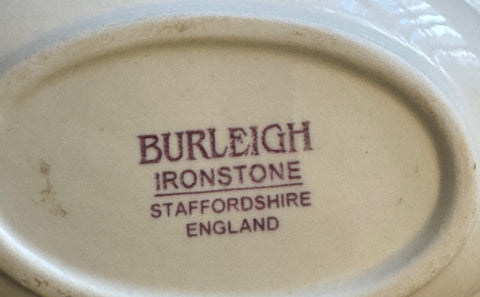 BURLEIGH
IRONSTONE
STAFFORDSHIRE
ENGLAND